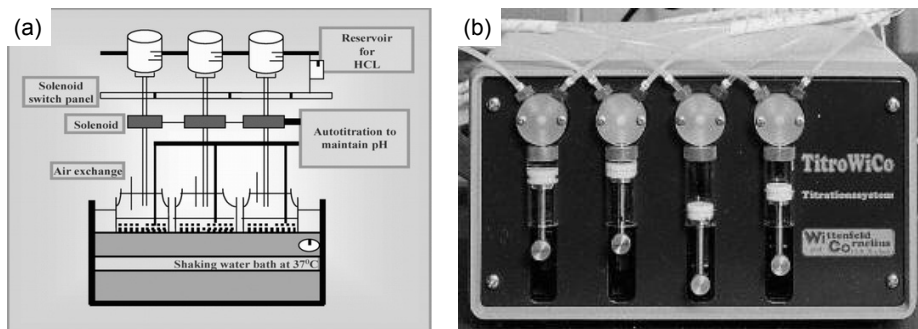 (a)
Reservoir
for
HCL
Solenoid
switch panel
Solenoid
Autotitration to
maintain pH
Air exchange
Shaking water bath at 37°C
(b)
TitroWiCo
Titrationssystem
Wittenfeld
Cornelius